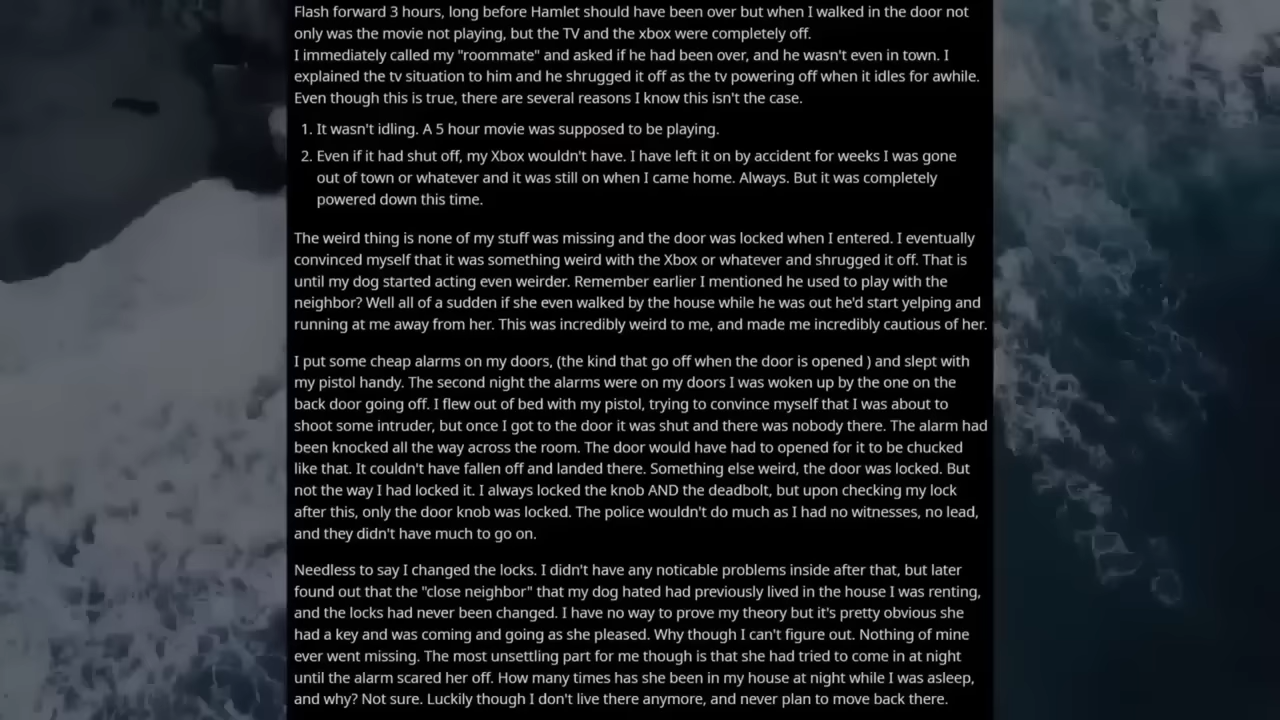 Flash forward 3 hours, long before Hamlet should have been over but when I walked in the door not
only was the movie not playing, but the TV and the xbox were completely off.
I immediately called my "roommate" and asked if he had been over, and he wasn't even in town. I
explained the tv situation to him and he shrugged it off as the tv powering off when it idles for awhile.
Even though this is true, there are several reasons I know this isn't the case.
1. It wasn't idling. A 5 hour movie was supposed to be playing.
2. Even if it had shut off, my Xbox wouldn't have. I have left it on by accident for weeks I was gone
out of town or whatever and it was still on when I came home. Always. But it was completely
powered down this time.
The weird thing is none of my stuff was missing and the door was locked when I entered. I eventually
convinced myself that it was something weird with the Xbox or whatever and shrugged it off. That is
until my dog started acting even weirder. Remember earlier I mentioned he used to play with the
neighbor? Well all of a sudden if she even walked by the house while he was out he'd start yelping and
running at me away from her. This was incredibly weird to me, and made me incredibly cautious of her.
I put some cheap alarms on my doors, (the kind that go off when the door is opened ) and slept with
my pistol handy. The second night the alarms were on my doors I was woken up by the one on the
back door going off. I flew out of bed with my pistol, trying to convince myself that I was about to
shoot some intruder, but once I got to the door it was shut and there was nobody there. The alarm had
been knocked all the way across the room. The door would have had to opened for it to be chucked
like that. It couldn't have fallen off and landed there. Something else weird, the door was locked. But
not the way I had locked it. I always locked the knob AND the deadbolt, but upon checking my lock
after this, only the door knob was locked. The police wouldn't do much as I had no witnesses, no lead,
and they didn't have much to go on.
Needless to say I changed the locks. I didn't have any noticable problems inside after that, but later
found out that the "close neighbor" that my dog hated had previously lived in the house I was renting,
and the locks had never been changed. I have no way to prove my theory but it's pretty obvious she
had a key and was coming and going as she pleased. Why though I can't figure out. Nothing of mine
ever went missing. The most unsettling part for me though is that she had tried to come in at night
until the alarm scared her off. How many times has she been in my house at night while I was asleep,
and why? Not sure. Luckily though I don't live there anymore, and never plan to move back there.